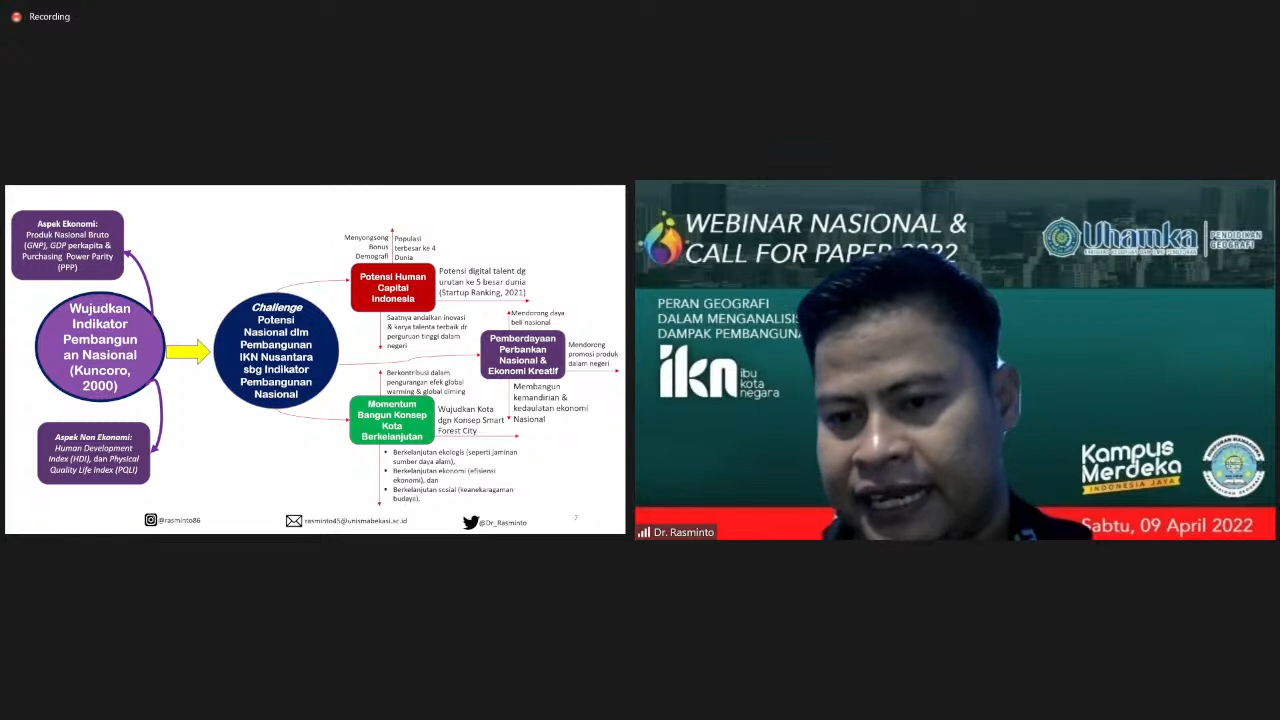 Recording
Aspek Ekonomi:
Produk Nasional Bruto
(GNP), GDP perkapita &
Purchasing Power Parity
(PPP)
Wujudkan
Indikator
Pembangun
an Nasional
(Kuncoro,
2000)
Aspek Non Ekonomi:
Human Development
Index (HDI), dan Physical
Quality Life Index (PQLI)
Challenge
Potensi
Nasional dlm
Pembangunan
IKN Nusantara
sbg Indikator
Pembangunan
Nasional
Menyongsong
Bonus
Demografi
Populasi
terbesar ke 4
Dunia
Potensi Human
Capital
Indonesia
Potensi digital talent dg
urutan ke 5 besar dunia
(Startup Ranking, 2021)
Saatnya andalkan inovasi
& karya talenta terbaik dr
perguruan tinggi dalam
negeri
Mendorong daya
beli nasional
Pemberdayaan
Perbankan
Nasional &
Ekonomi Kreatif
Mendorong
promosi produk
dalam negeri
Membangun
kemandirian &
kedaulatan ekonomi
Nasional
Berkontribusi dalam
pengurangan efek global
warming & global diming
Momentum
Bangun Konsep
Kota
Berkelanjutan
Wujudkan Kota
dgn Konsep Smart
Forest City
• Berkelanjutan ekologis (seperti jaminan
sumber daya alam),
• Berkelanjutan ekonomi (efisiensi
ekonomi), dan
• Berkelanjutan sosial (keanekaragaman
budaya).
@rasminto86
rasminto45@unismabekasi.ac.id
@Dr_Rasminto
7
WEBINAR NASIONAL &
CALL FOR PAPER 2022
Uhamka
PENDIDIKAN
GEOGRAFI
PERAN GEOGRAFI
DALAM MENGANALISIS
DAMPAK PEMBANGUNA
ikn
ibu
kota
negara
Kampus
Merdeka
INDONESIA JAYA
Sabtu, 09 April 2022
Dr. Rasminto